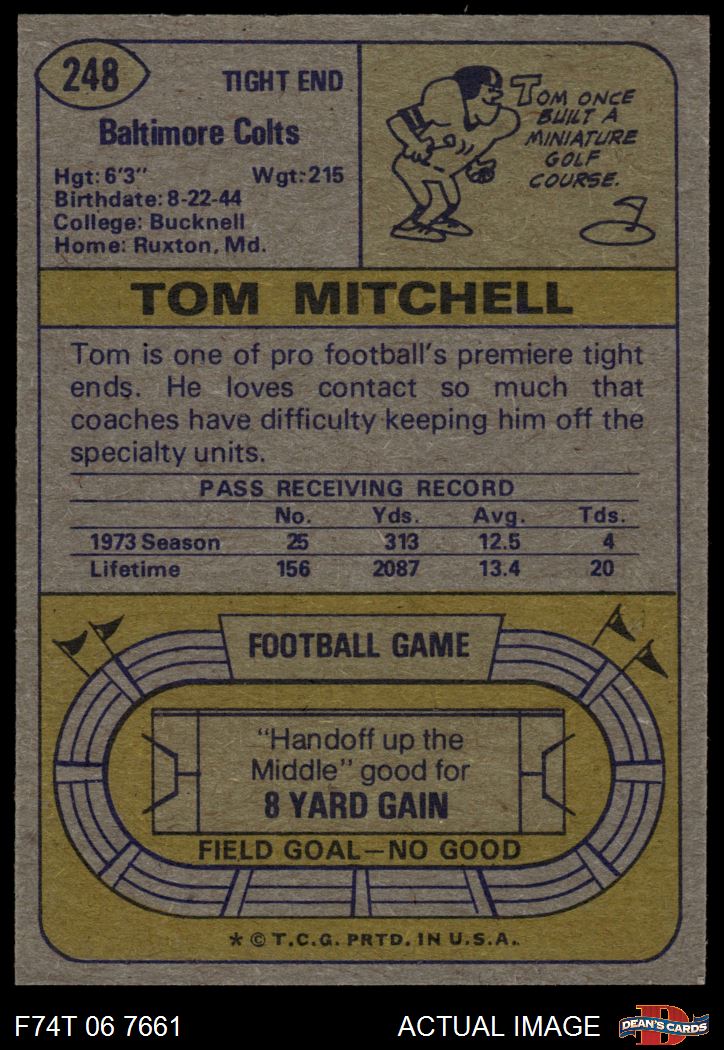 248
TIGHT END
Baltimore Colts
Hgt: 6'3" Wgt: 215
Birthdate: 8-22-44
College: Bucknell
Home: Ruxton, Md.
TOM ONCE
BUILT A
MINIATURE
GOLF
COURSE.
TOM MITCHELL
Tom is one of pro football's premiere tight
ends. He loves contact so much that
coaches have difficulty keeping him off the
specialty units.
PASS RECEIVING RECORD
No. Yds. Avg. Tds.
1973 Season 25 313 12.5 4
Lifetime 156 2087 13.4 20
FOOTBALL GAME
"Handoff up the
Middle" good for
8 YARD GAIN
FIELD GOAL—NO GOOD
* © T.C.G. PRTD. IN U.S.A.
F74T 06 7661
ACTUAL IMAGE
D
DEAN'S CARDS